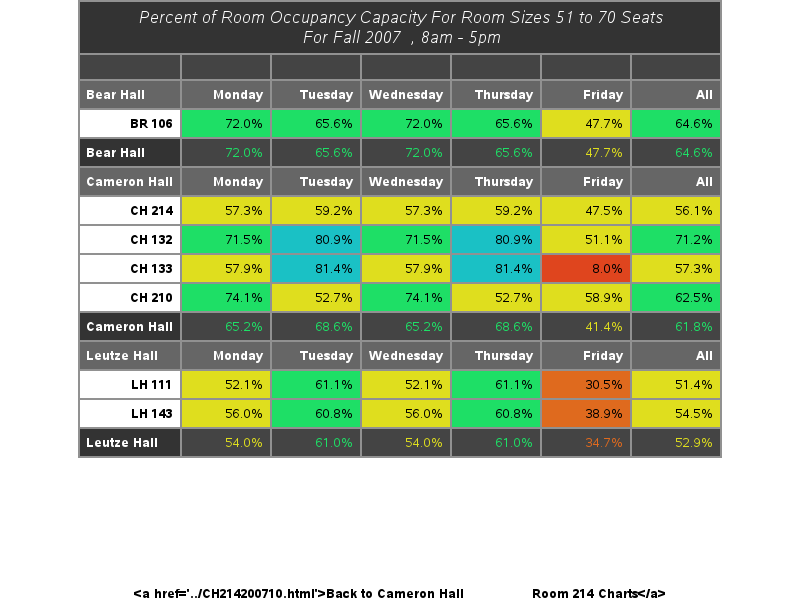 Percent of Room Occupancy Capacity For Room Sizes 51 to 70 Seats
For Fall 2007 , 8am - 5pm
Bear Hall Monday Tuesday Wednesday Thursday Friday All
BR 106 72.0% 65.6% 72.0% 65.6% 47.7% 64.6%
Bear Hall 72.0% 65.6% 72.0% 65.6% 47.7% 64.6%
Cameron Hall Monday Tuesday Wednesday Thursday Friday All
CH 214 57.3% 59.2% 57.3% 59.2% 47.5% 56.1%
CH 132 71.5% 80.9% 71.5% 80.9% 51.1% 71.2%
CH 133 57.9% 81.4% 57.9% 81.4% 8.0% 57.3%
CH 210 74.1% 52.7% 74.1% 52.7% 58.9% 62.5%
Cameron Hall 65.2% 68.6% 65.2% 68.6% 41.4% 61.8%
Leutze Hall Monday Tuesday Wednesday Thursday Friday All
LH 111 52.1% 61.1% 52.1% 61.1% 30.5% 51.4%
LH 143 56.0% 60.8% 56.0% 60.8% 38.9% 54.5%
Leutze Hall 54.0% 61.0% 54.0% 61.0% 34.7% 52.9%
<a href='../CH214200710.html'>Back to Cameron Hall Room 214 Charts</a>